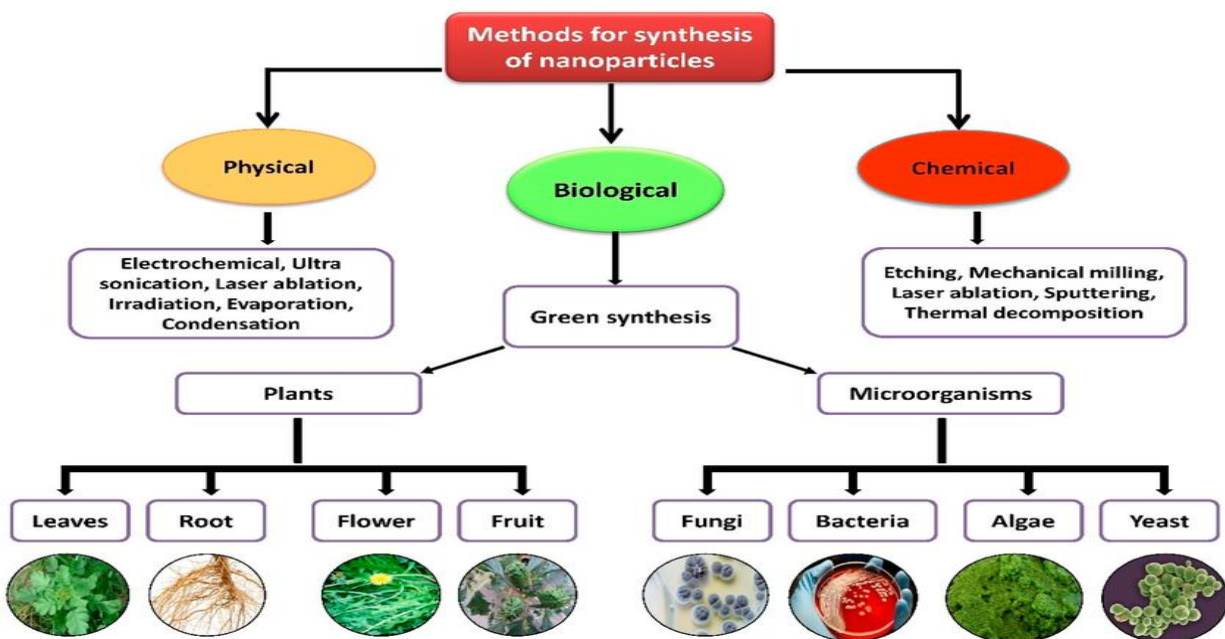 Methods for synthesis
of nanoparticles
Physical
Biological
Chemical
Electrochemical, Ultra
sonication, Laser ablation,
Irradiation, Evaporation,
Condensation
Green synthesis
Etching, Mechanical milling,
Laser ablation, Sputtering,
Thermal decomposition
Plants
Microorganisms
Leaves
Root
Flower
Fruit
Fungi
Bacteria
Algae
Yeast